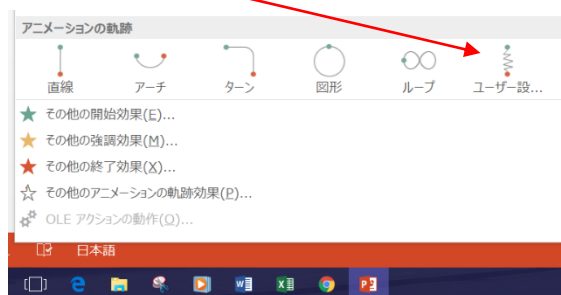 アニメーションの軌跡
直線 アーチ ターン 図形 ループ ユーザー設...
その他の開始効果(E)...
その他の強調効果(M)...
その他の終了効果(X)...
その他のアニメーションの軌跡効果(P)...
OLE アクションの動作(O)...
日本語